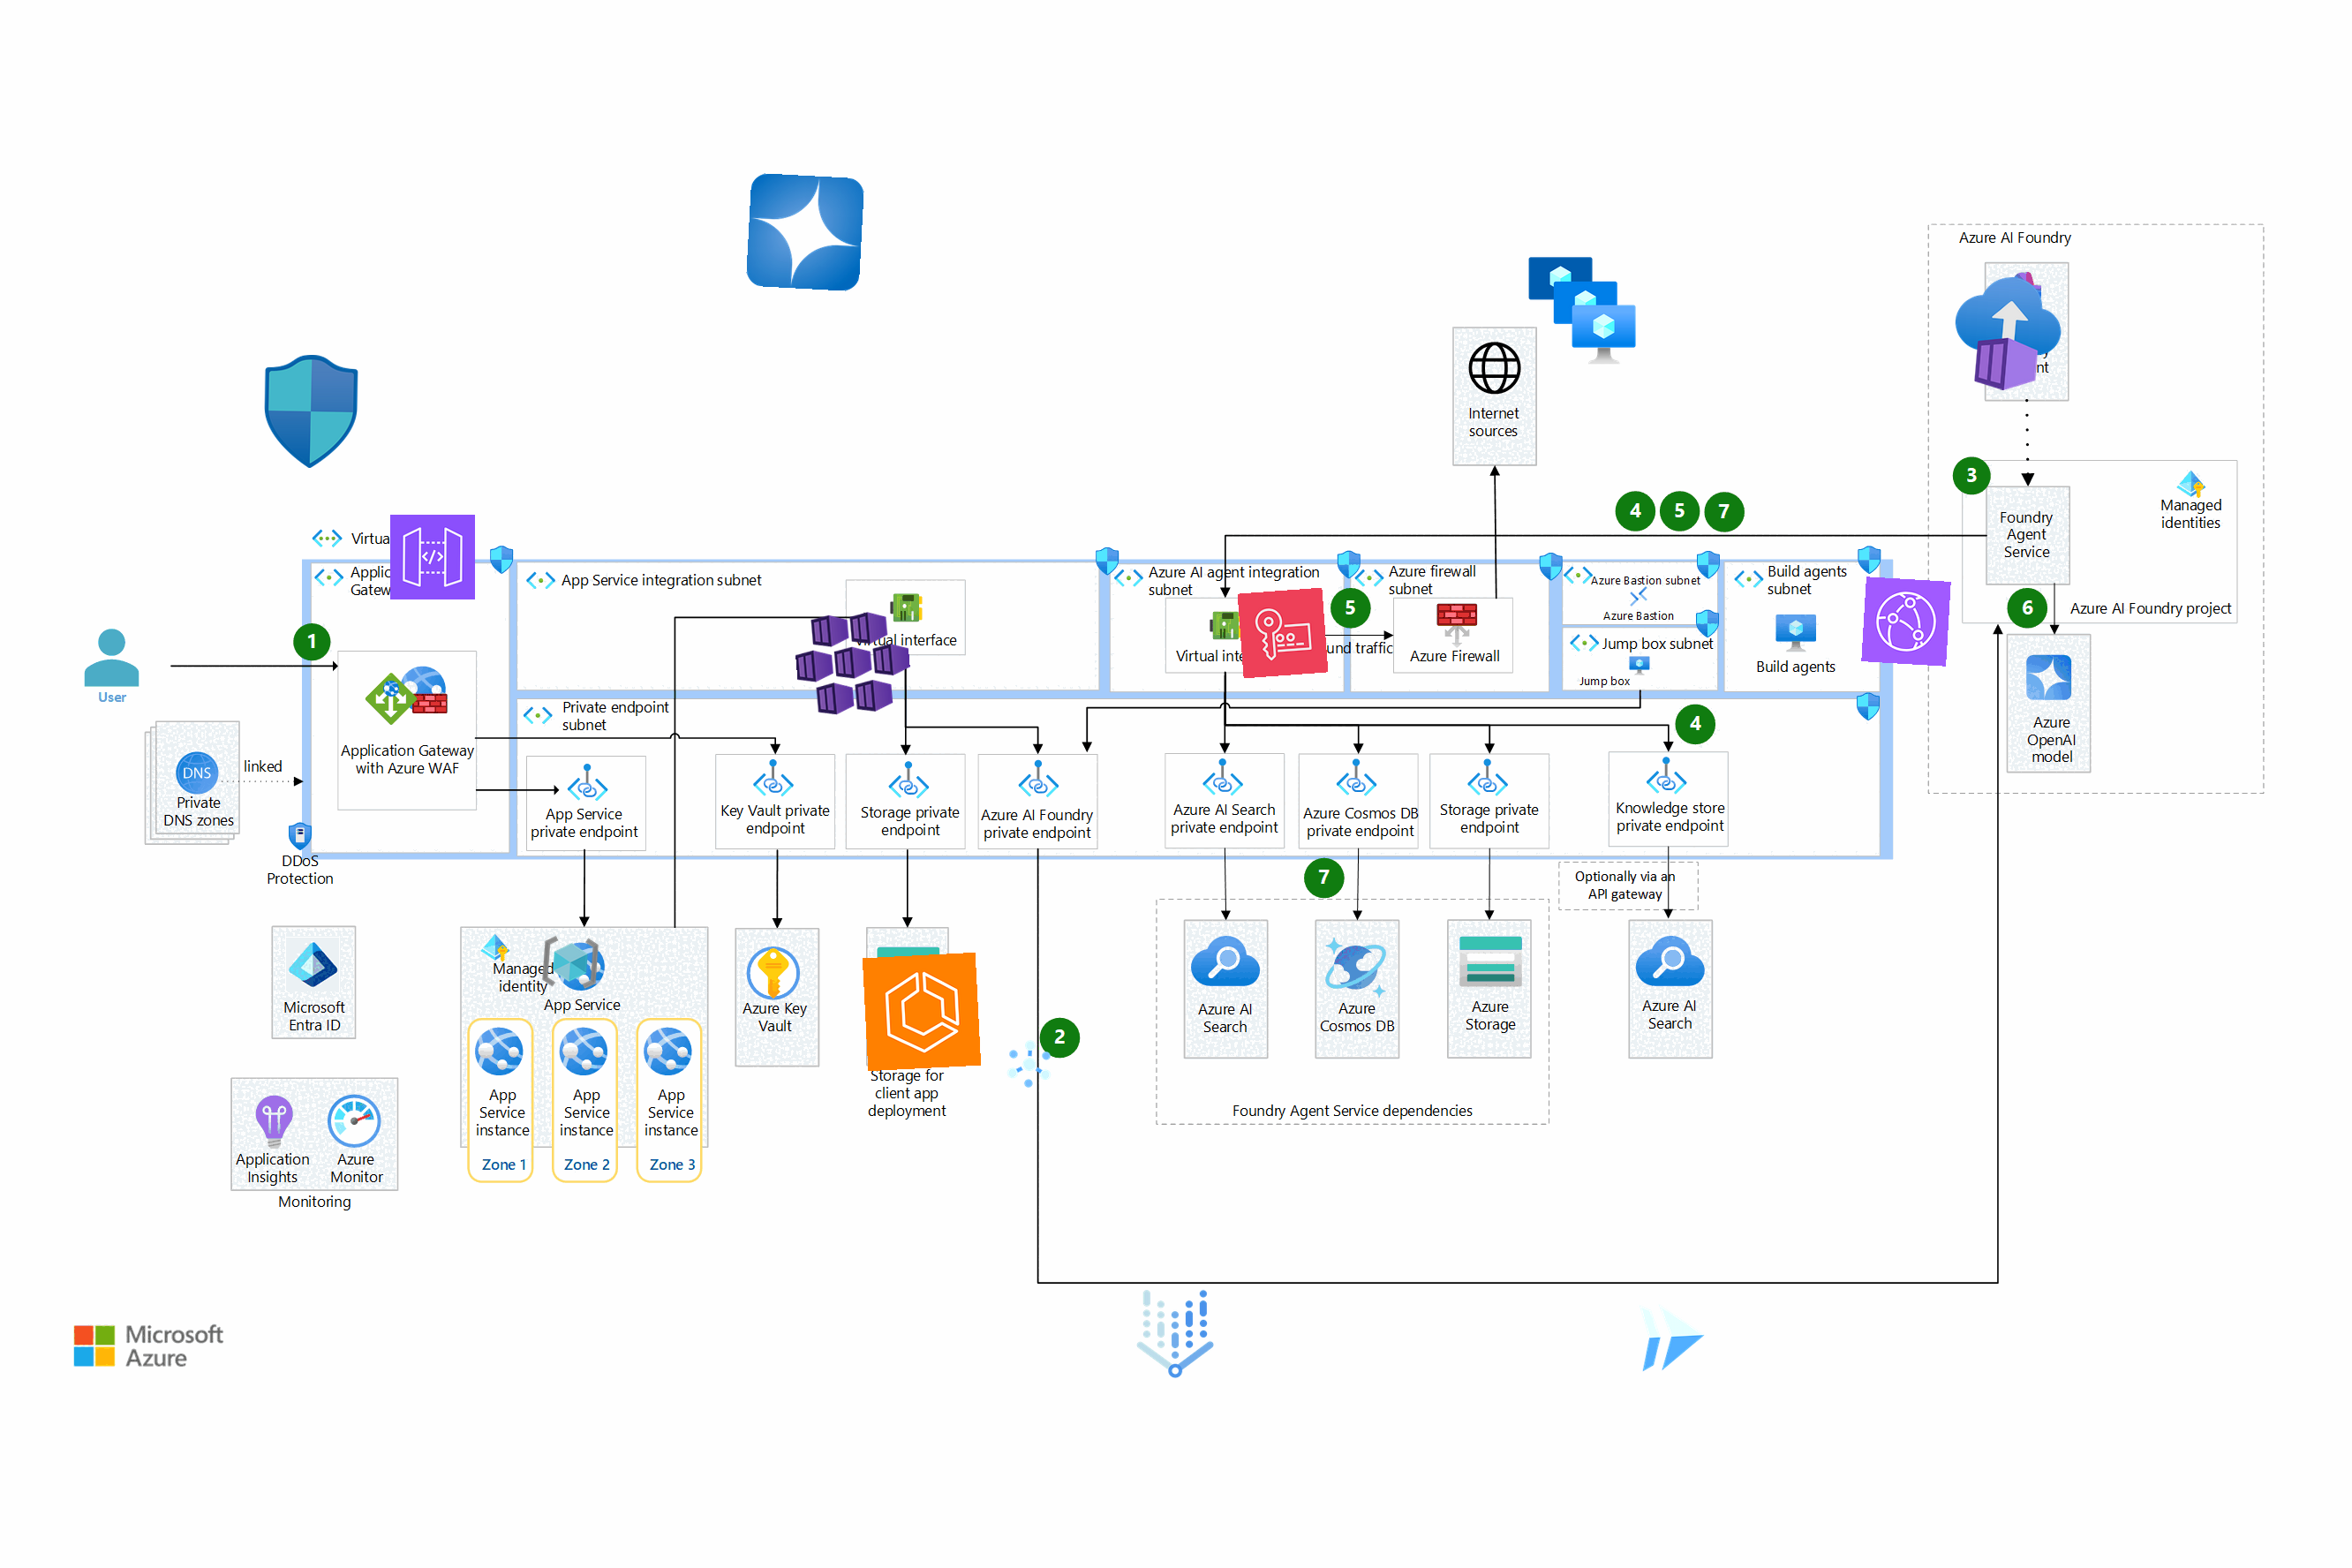 Azure AI Foundry
Internet
sources
4
5
7
3
Foundry
Agent
Service
Managed
identities
6
Azure AI Foundry project
Azure
OpenAI
model
App Service integration subnet
Azure AI agent integration
subnet
Azure firewall
subnet
Azure Bastion subnet
Azure Bastion
Build agents
subnet
Jump box subnet
Jump box
Build agents
1
User
5
Azure Firewall
traffic
interface
Virtual
Application Gateway
with Azure WAF
linked
DNS
Private
DNS zones
DDoS
Protection
Private endpoint
subnet
4
App Service
private endpoint
Key Vault private
endpoint
Storage private
endpoint
Azure AI Foundry
private endpoint
Azure AI Search
private endpoint
Azure Cosmos DB
private endpoint
Storage private
endpoint
Knowledge store
private endpoint
7
Optionally via an
API gateway
Microsoft
Entra ID
Managed
identity
App Service
App
Service
instance
Zone 1
App
Service
instance
Zone 2
App
Service
instance
Zone 3
Azure Key
Vault
Storage for
client app
deployment
2
Azure AI
Search
Azure
Cosmos DB
Azure
Storage
Azure AI
Search
Foundry Agent Service dependencies
Application
Insights
Azure
Monitor
Monitoring
Microsoft
Azure